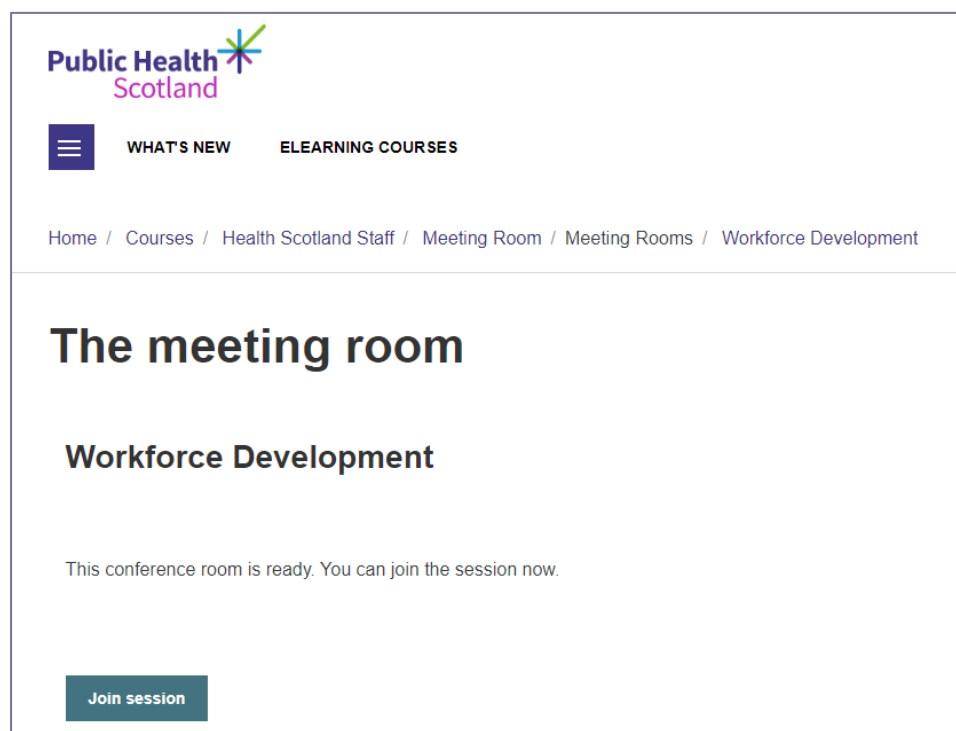 Public Health
Scotland
WHAT'S NEW ELEARNING COURSES
Home / Courses / Health Scotland Staff / Meeting Room / Meeting Rooms / Workforce Development
The meeting room
Workforce Development
This conference room is ready. You can join the session now.
Join session